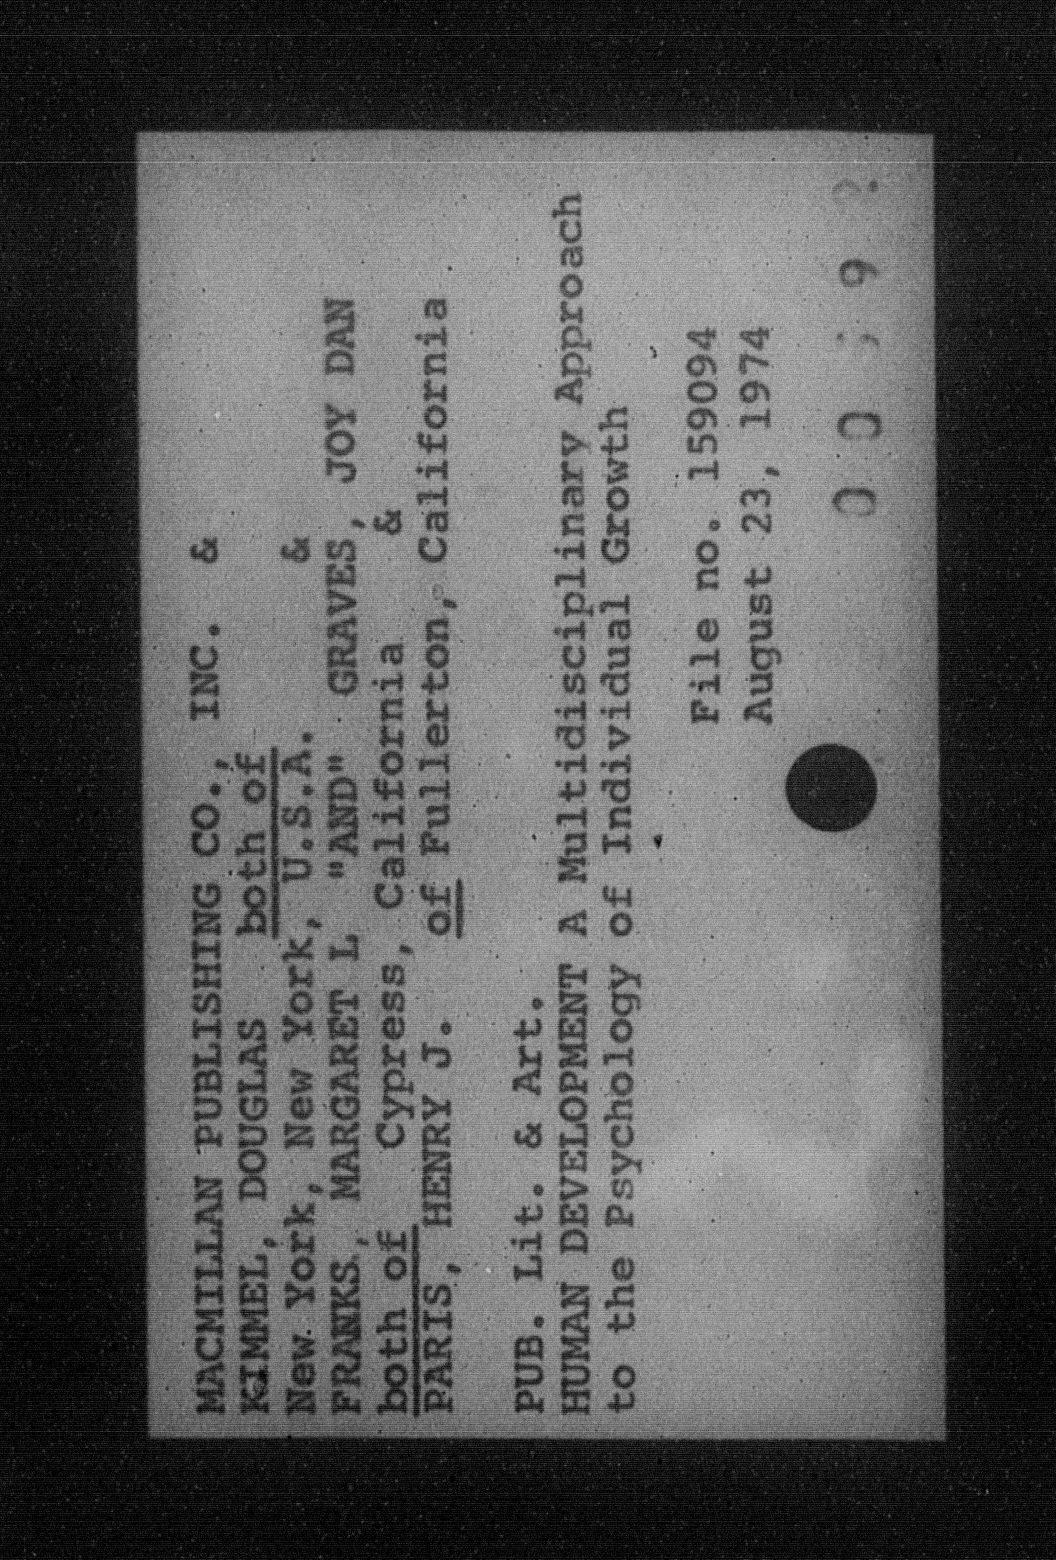 MACMILLAN PUBLISHING CO., INC. &
KIMMEL, DOUGLAS both of
New York, New York, U.S.A. &
FRANKS, MARGARET L "AND" GRAVES, JOY DAN
both of Cypress, California &
PARIS, HENRY J. of Fullerton, California
PUB. Lit. & Art.
HUMAN DEVELOPMENT A Multidisciplinary Approach
to the Psychology of Individual Growth
File no. 159094
August 23, 1974